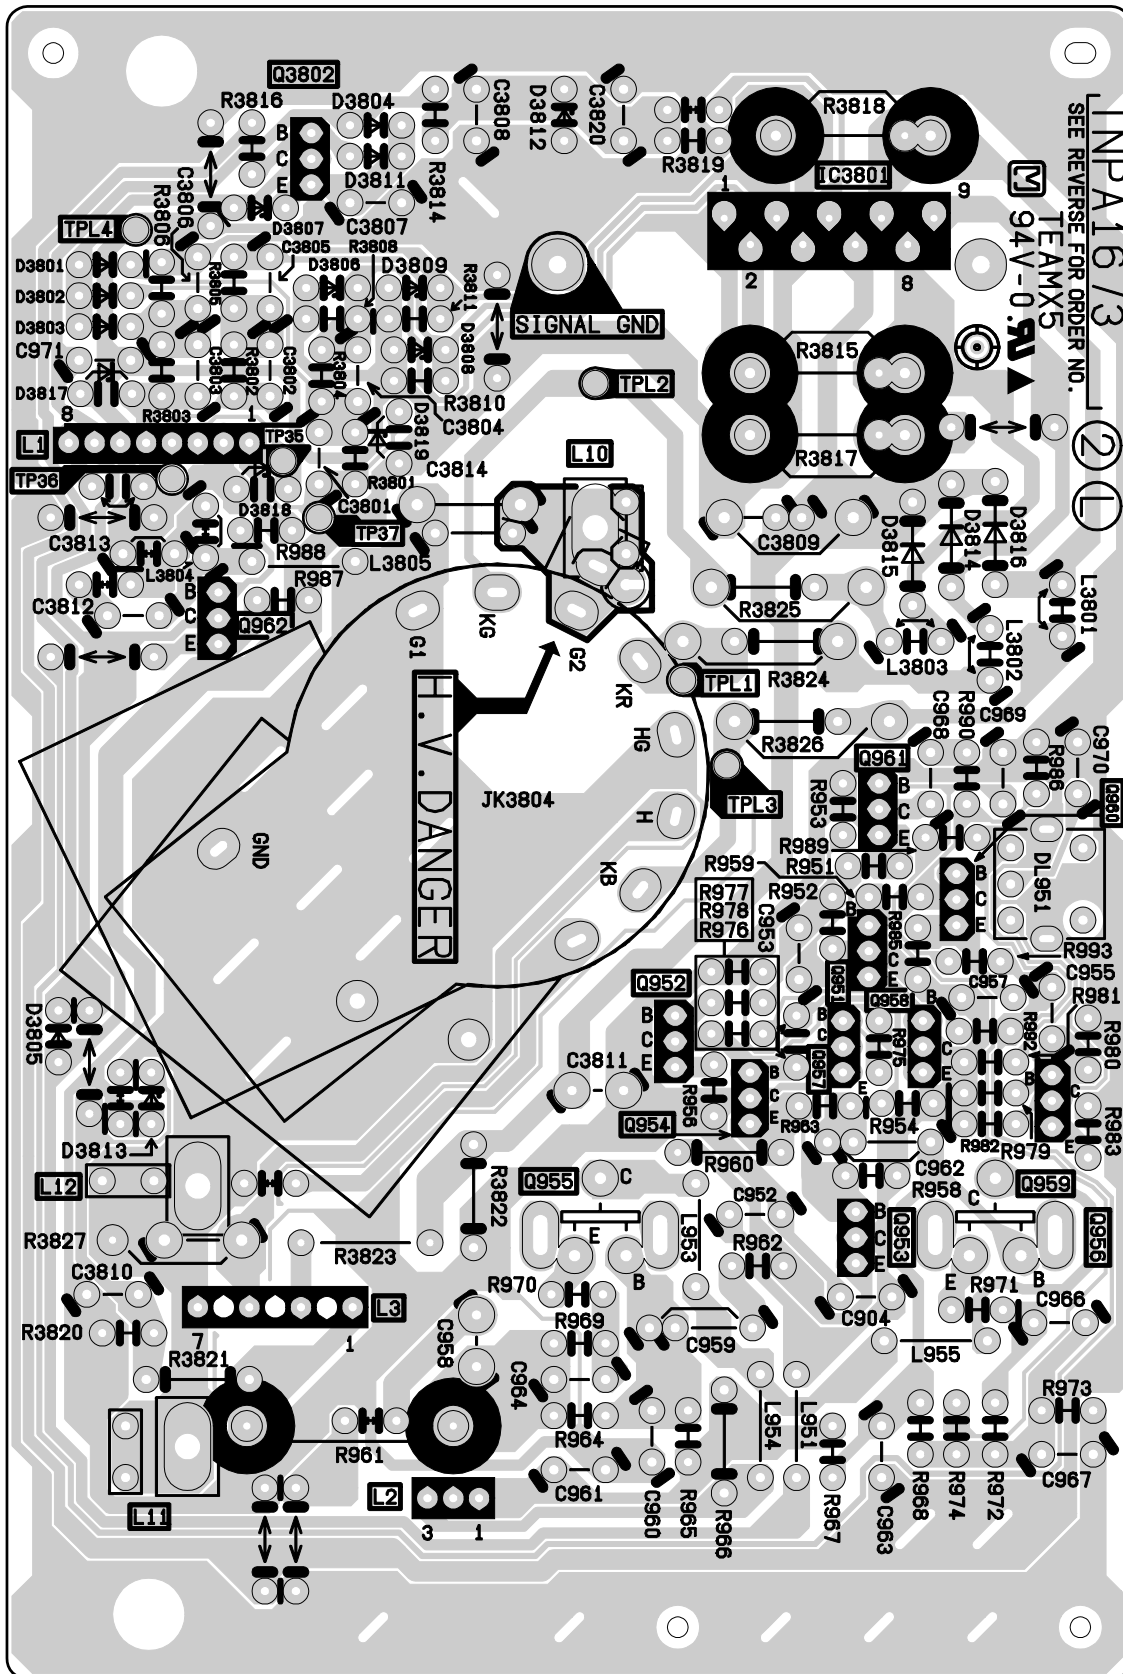 Q3802
R3816
D3804
C3808
D3812
C3820
R3818
R3819
B
C
E
D3811
R3814
IC3801
1
9
C3806
R3806
D3807
C3807
TPL4
C3805
R3808
2
8
D3801
R3805
D3806
D3809
R3811
D3802
D3803
SIGNAL GND
C971
C3803
R3802
C3802
R3804
D3808
R3815
D3817
8
R3803
1
R3810
C3804
TPL2
L1
TP35
D3819
L10
R3817
TP36
C3814
R3801
D3818
C3801
TP37
C3809
D3815
D3814
D3816
C3813
R988
L3805
L3804
R987
C3812
B
C
E
Q962
G1
KG
G2
R3825
L3801
L3802
L3803
KR
TPL1
R3824
HG
R3826
C968
R990
C969
C970
R986
Q961
Q960
H.V.DANGER
JK3804
TPL3
H
R953
B
C
E
R989
GND
KB
R959
R951
DL951
R952
B
C
E
R977
R978
R976
C953
B
R985
C
E
R993
C955
Q952
Q951
Q958
C957
R981
D3805
B
C
E
B
C
E
R975
B
C
E
R992
R980
C3811
Q957
R956
B
C
E
B
C
E
Q954
R963
R954
R982
R979
R983
D3813
R960
C962
L12
Q955
C
R958
C
Q959
R3822
C952
B
C
E
Q953
Q956
R3827
R3823
E
B
L953
R962
E
B
C3810
R970
R971
C966
L3
C904
R3820
7
1
R969
C959
L955
C958
R3821
C964
R973
R961
R964
L954
L951
C967
L2
C961
C960
R965
R966
R967
C963
R968
R974
R972
L11
3
1
INPA1673
SEE REVERSE FOR ORDER NO.
TEAMX5
94V-0
2
L
M